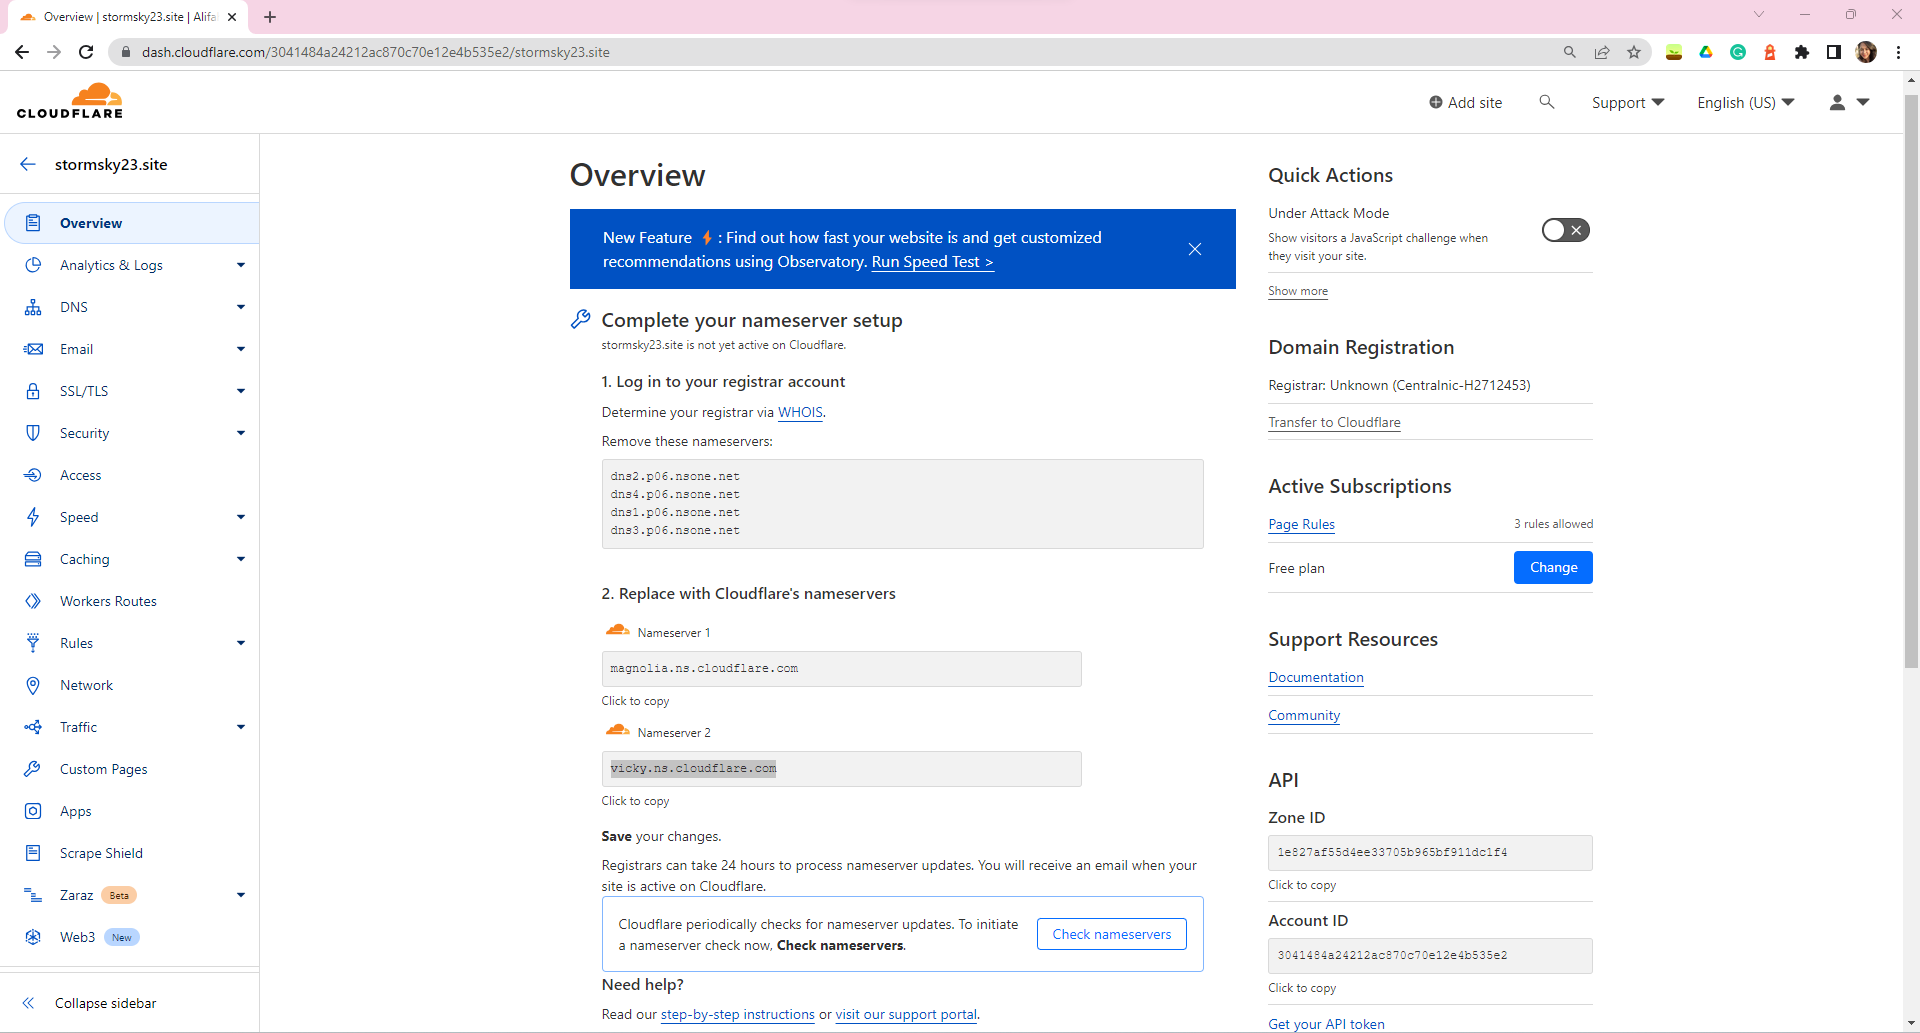 Overview | stormsky23.site | Alifa
dash.cloudflare.com/3041484a24212ac870c70e12e4b535e2/stormsky23.site
CLOUDFLARE
Add site
Support
English (US)
stormsky23.site
Overview
Analytics & Logs
DNS
Email
SSL/TLS
Security
Access
Speed
Caching
Workers Routes
Rules
Network
Traffic
Custom Pages
Apps
Scrape Shield
Zaraz Beta
Web3 New
Collapse sidebar
Overview
New Feature : Find out how fast your website is and get customized
recommendations using Observatory. Run Speed Test >
Complete your nameserver setup
stormsky23.site is not yet active on Cloudflare.
1. Log in to your registrar account
Determine your registrar via WHOIS.
Remove these nameservers:
dns2.p06.nsone.net
dns4.p06.nsone.net
dns1.p06.nsone.net
dns3.p06.nsone.net
2. Replace with Cloudflare's nameservers
Nameserver 1
magnolia.ns.cloudflare.com
Click to copy
Nameserver 2
vicky.ns.cloudflare.com
Click to copy
Save your changes.
Registrars can take 24 hours to process nameserver updates. You will receive an email when your
site is active on Cloudflare.
Cloudflare periodically checks for nameserver updates. To initiate
a nameserver check now, Check nameservers.
Check nameservers
Need help?
Read our step-by-step instructions or visit our support portal.
Quick Actions
Under Attack Mode
Show visitors a JavaScript challenge when
they visit your site.
Show more
Domain Registration
Registrar: Unknown (Centralnic-H2712453)
Transfer to Cloudflare
Active Subscriptions
Page Rules
3 rules allowed
Free plan
Change
Support Resources
Documentation
Community
API
Zone ID
1e827af55d4ee33705b965bf911dc1f4
Click to copy
Account ID
3041484a24212ac870c70e12e4b535e2
Click to copy
Get your API token